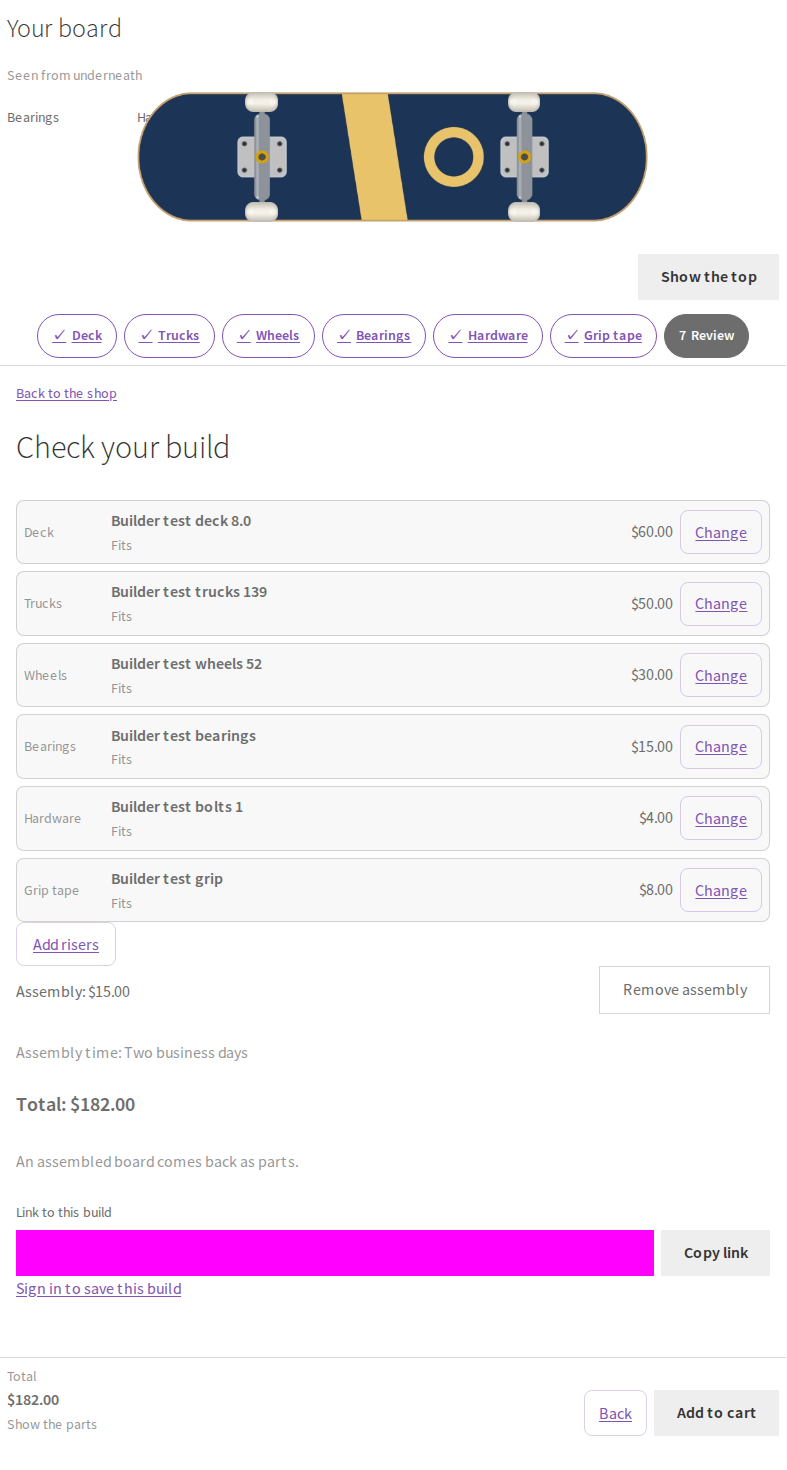 Your board
Seen from underneath
Bearings
Show the top
✓ Deck ✓ Trucks ✓ Wheels ✓ Bearings ✓ Hardware ✓ Grip tape 7 Review
Back to the shop
Check your build
Deck Builder test deck 8.0 $60.00 Change
Fits
Trucks Builder test trucks 139 $50.00 Change
Fits
Wheels Builder test wheels 52 $30.00 Change
Fits
Bearings Builder test bearings $15.00 Change
Fits
Hardware Builder test bolts 1 $4.00 Change
Fits
Grip tape Builder test grip $8.00 Change
Fits
Add risers
Assembly: $15.00 Remove assembly
Assembly time: Two business days
Total: $182.00
An assembled board comes back as parts.
Link to this build
Copy link
Sign in to save this build
Total
$182.00
Show the parts
Back Add to cart